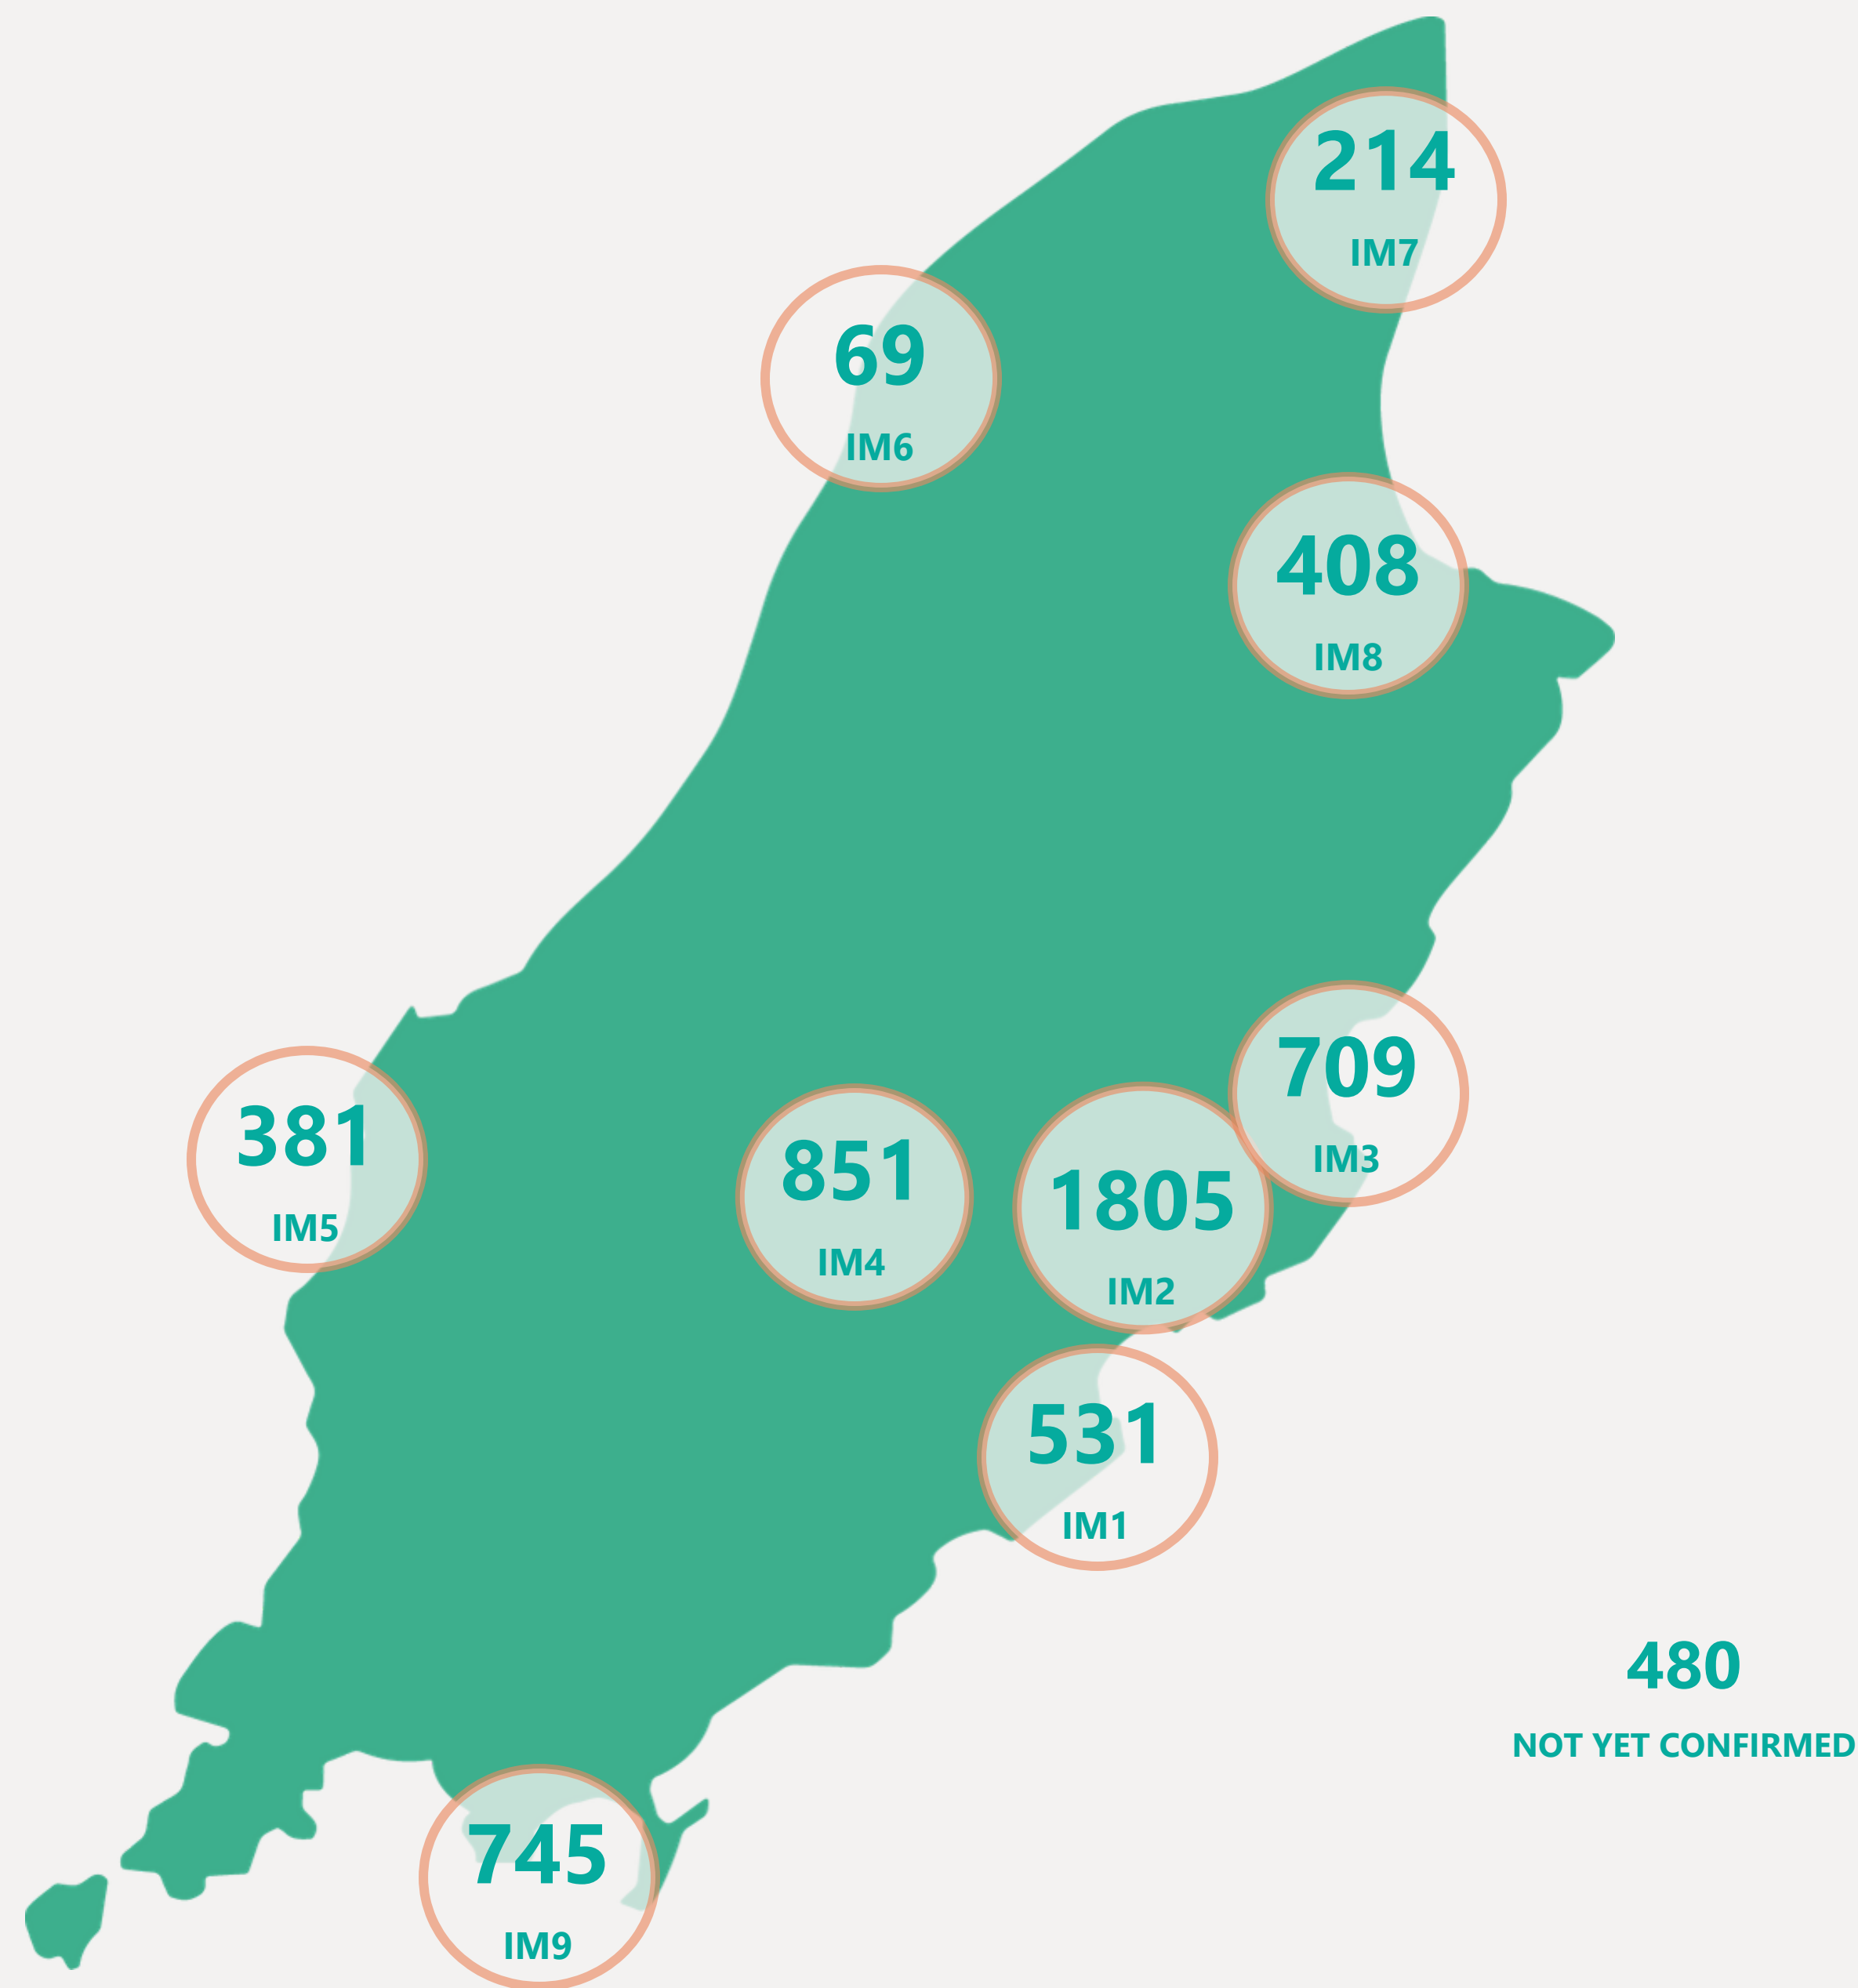 214
IM7
69
IM6
408
IM8
709
IM3
381
IM5
851
IM4
1805
IM2
531
IM1
480
NOT YET CONFIRMED
745
IM9